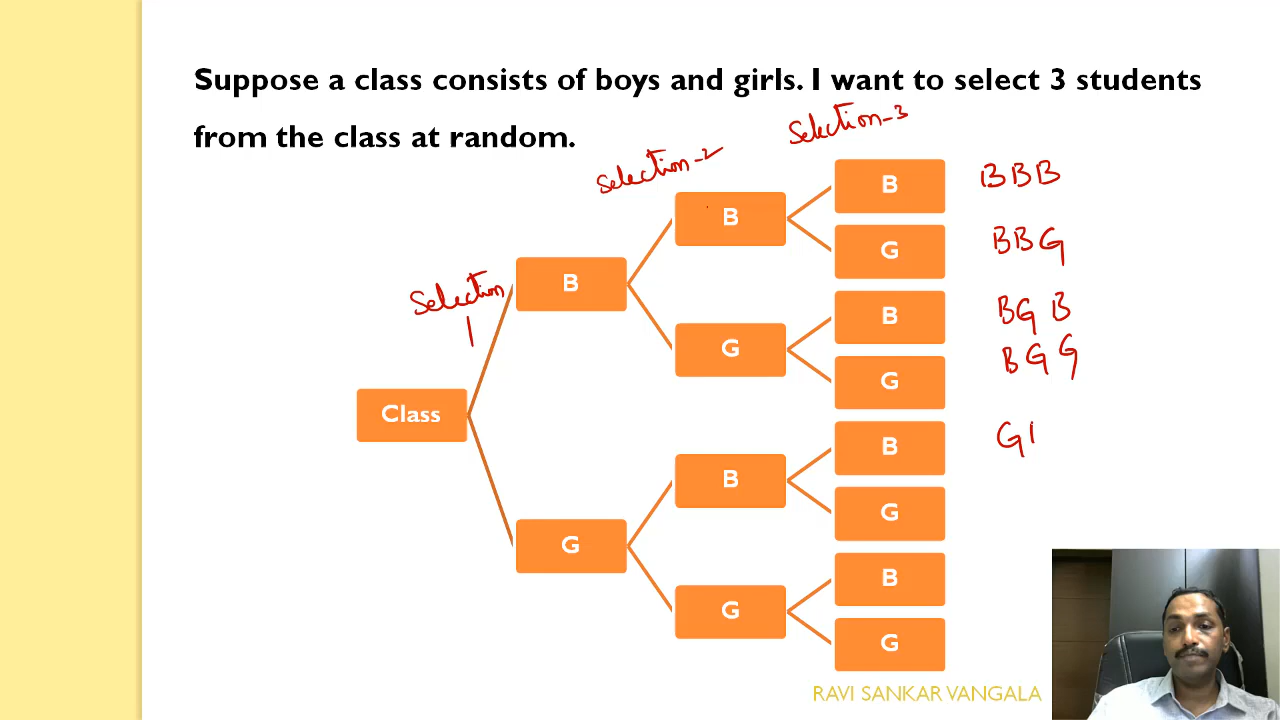 Suppose a class consists of boys and girls. I want to select 3 students
from the class at random.
Selection-3
Selection-2
B
BBB
B
G
BBG
Selection
1
B
B
BGB
G
G
BGG
Class
B
G
B
G
G
B
G
G
RAVI SANKAR VANGALA